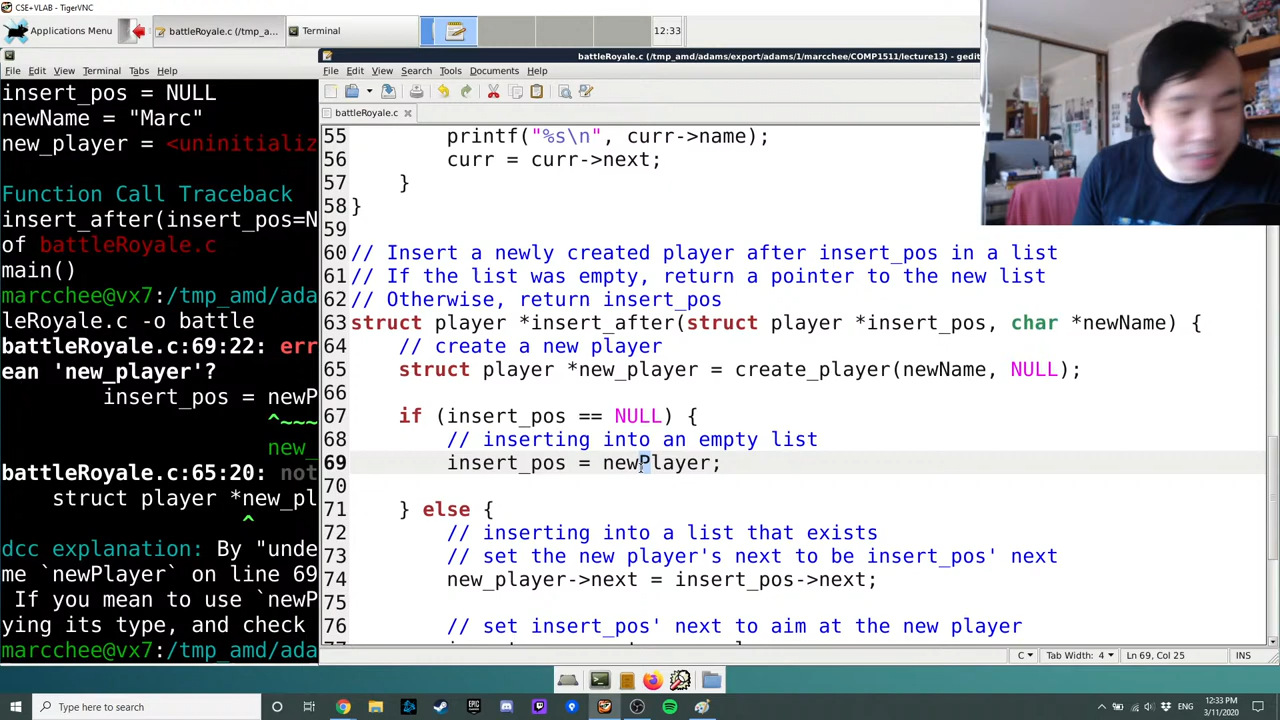 CSE+VLAB - TigerVNC
Applications Menu
battleRoyale.c (/tmp_a...
Terminal
12:33
battleRoyale.c (/tmp_amd/adams/export/adams/1/marcchee/COMP1511/lecture13) - gedit
File Edit View Terminal Tabs Help
File Edit View Search Tools Documents Help
battleRoyale.c
insert_pos = NULL
newName = "Marc"
new_player = <uninitializ
Function Call Traceback
insert_after(insert_pos=N
of battleRoyale.c
main()
marcchee@vx7:/tmp_amd/ada
leRoyale.c -o battle
battleRoyale.c:69:22: err
ean 'new_player'?
insert_pos = newP
^~~~
new_
battleRoyale.c:65:20: not
struct player *new_pl
^
dcc explanation: By "unde
me `newPlayer` on line 69
If you mean to use `newP
ying its type, and check
marcchee@vx7:/tmp_amd/ada
55 printf("%s\n", curr->name);
56 curr = curr->next;
57 }
58 }
59
60 // Insert a newly created player after insert_pos in a list
61 // If the list was empty, return a pointer to the new list
62 // Otherwise, return insert_pos
63 struct player *insert_after(struct player *insert_pos, char *newName) {
64 // create a new player
65 struct player *new_player = create_player(newName, NULL);
66
67 if (insert_pos == NULL) {
68 // inserting into an empty list
69 insert_pos = newPlayer;
70
71 } else {
72 // inserting into a list that exists
73 // set the new player's next to be insert_pos' next
74 new_player->next = insert_pos->next;
75
76 // set insert_pos' next to aim at the new player
C Tab Width: 4 Ln 69, Col 25 INS
Type here to search
ENG
12:33 PM
3/11/2020